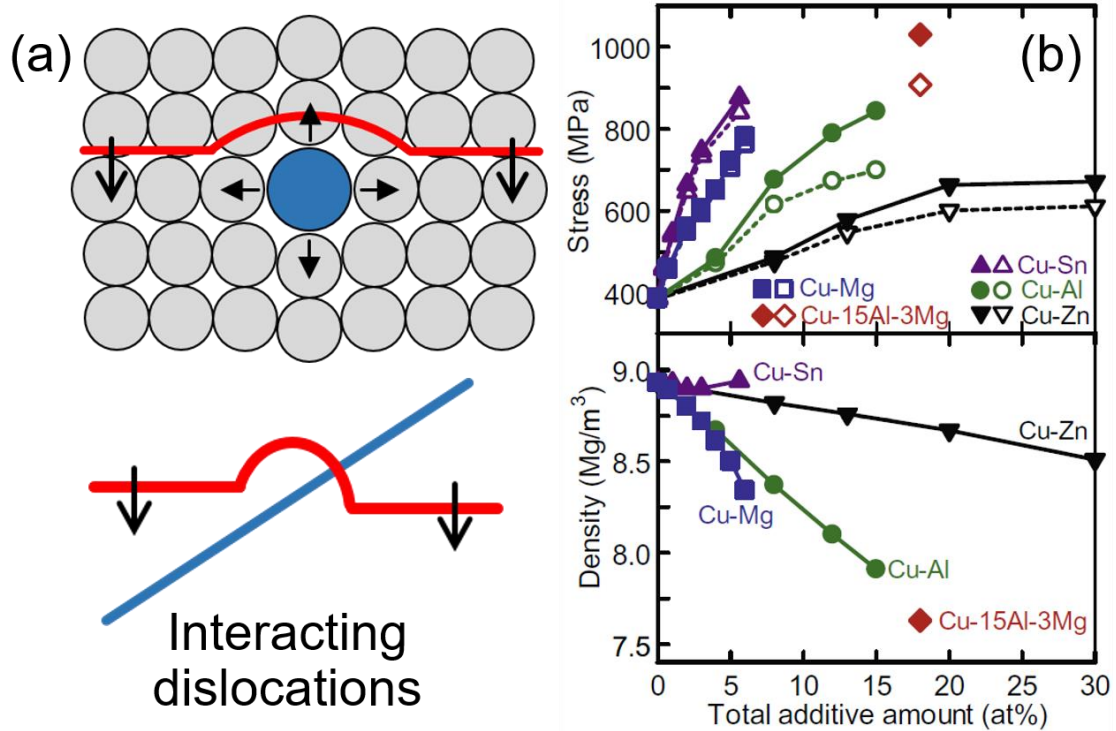 (a)
Interacting
dislocations
(b)
Stress (MPa)
1000
800
600
400
Cu-Sn
Cu-Mg
Cu-Al
Cu-15Al-3Mg
Cu-Zn
Density (Mg/m³)
9.0
8.5
8.0
7.5
Cu-Sn
Cu-Zn
Cu-Mg
Cu-Al
Cu-15Al-3Mg
0 5 10 15 20 25 30
Total additive amount (at%)